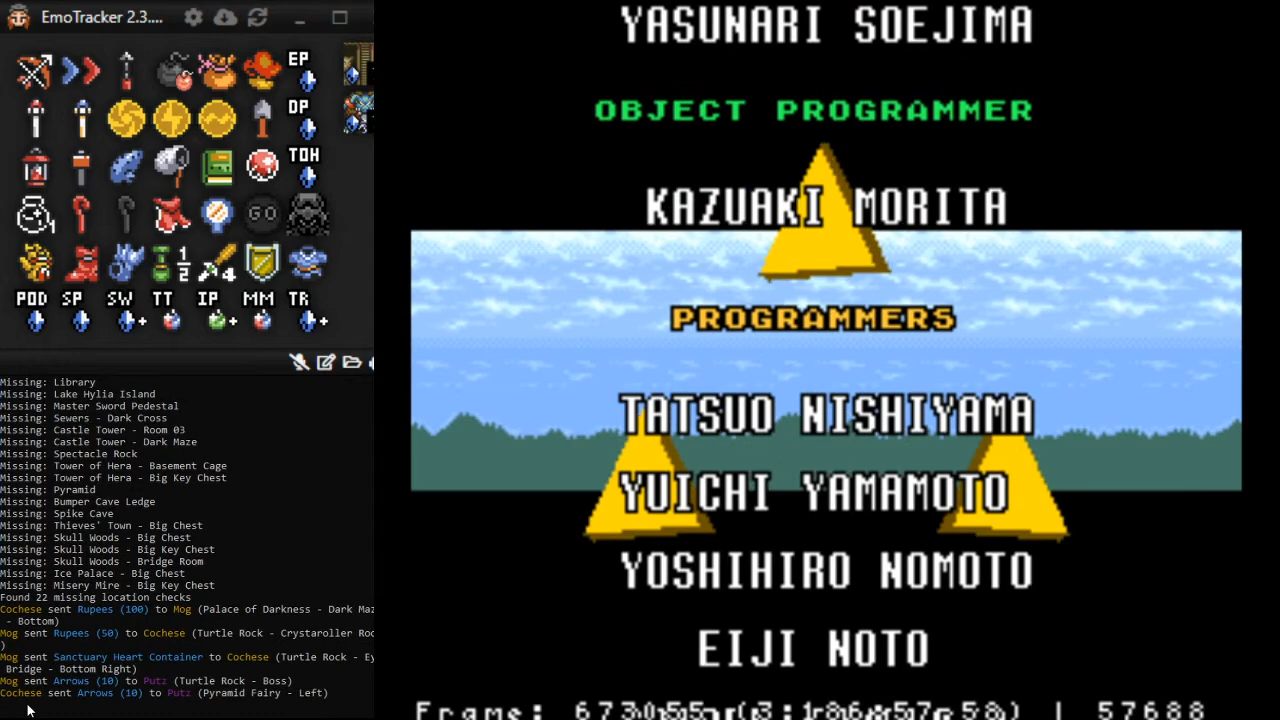 EmoTracker 2.3....
EP
DP
TOH
1
GO
1/2
4
POD SP SW TT IP MM TR
+ + +
Missing: Library
Missing: Lake Hylia Island
Missing: Master Sword Pedestal
Missing: Sewers - Dark Cross
Missing: Castle Tower - Room 03
Missing: Castle Tower - Dark Maze
Missing: Spectacle Rock
Missing: Tower of Hera - Basement Cage
Missing: Tower of Hera - Big Key Chest
Missing: Pyramid
Missing: Bumper Cave Ledge
Missing: Spike Cave
Missing: Thieves' Town - Big Chest
Missing: Skull Woods - Big Chest
Missing: Skull Woods - Big Key Chest
Missing: Skull Woods - Bridge Room
Missing: Ice Palace - Big Chest
Missing: Misery Mire - Big Key Chest
Found 22 missing location checks
Cochese sent Rupees (100) to Mog (Palace of Darkness - Dark Maz
- Bottom)
Mog sent Rupees (50) to Cochese (Turtle Rock - Crystaroller Roo
)
Mog sent Sanctuary Heart Container to Cochese (Turtle Rock - Ey
Bridge - Bottom Right)
Mog sent Arrows (10) to Putz (Turtle Rock - Boss)
Cochese sent Arrows (10) to Putz (Pyramid Fairy - Left)
YASUNARI SOEJIMA
OBJECT PROGRAMMER
KAZUAKI MORITA
PROGRAMMERS
TATSUO NISHIYAMA
YUICHI YAMAMOTO
YOSHIHIRO NOMOTO
EIJI NOTO
Frame: | 57688